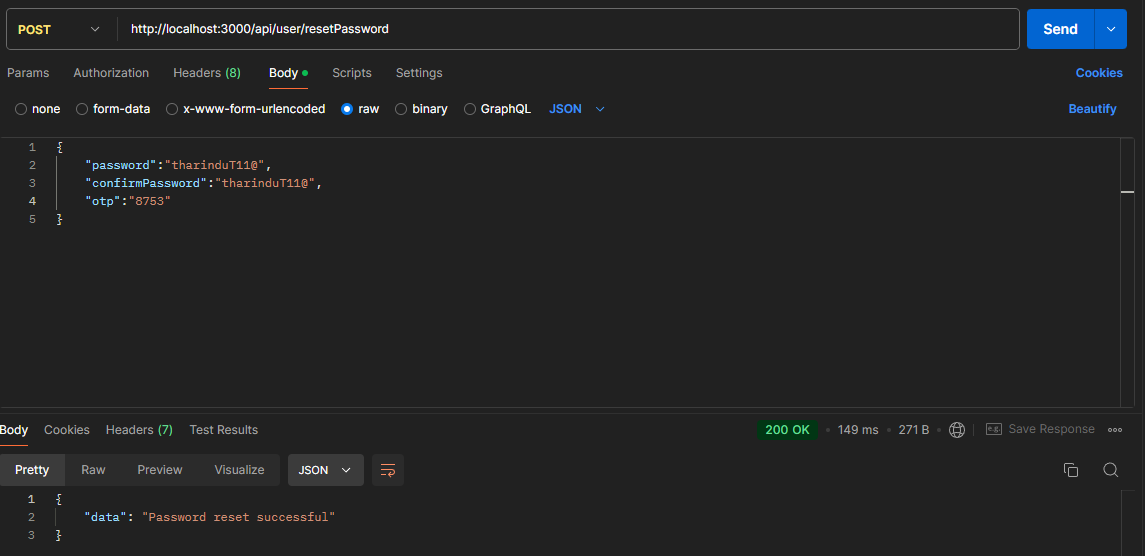 POST http://localhost:3000/api/user/resetPassword Send
Params Authorization Headers (8) Body Scripts Settings Cookies
none form-data x-www-form-urlencoded raw binary GraphQL JSON Beautify
1 {
2 "password":"tharinduT11@",
3 "confirmPassword":"tharinduT11@",
4 "otp":"8753"
5 }
Body Cookies Headers (7) Test Results 200 OK 149 ms 271 B e.g. Save Response
Pretty Raw Preview Visualize JSON
1 {
2 "data": "Password reset successful"
3 }